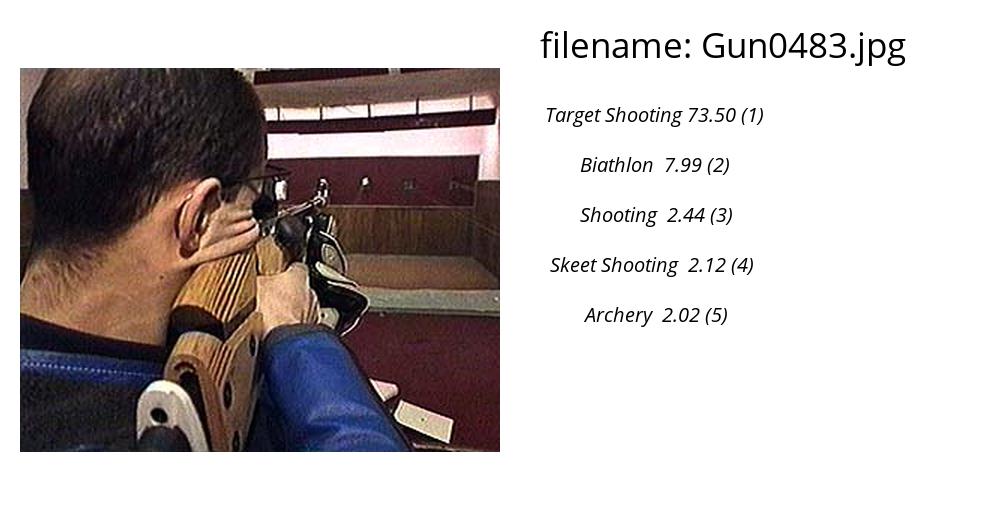 filename: Gun0483.jpg
Target Shooting 73.50 (1)
Biathlon 7.99 (2)
Shooting 2.44 (3)
Skeet Shooting 2.12 (4)
Archery 2.02 (5)